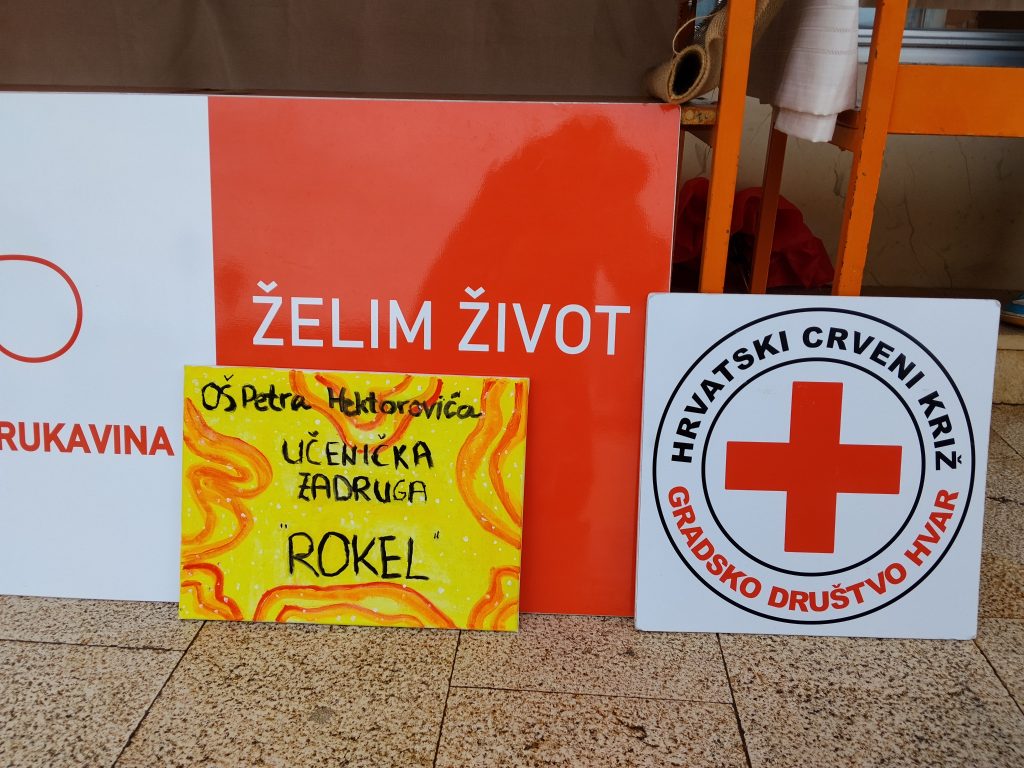 ŽELIM ŽIVOT
RUKAVINA
OŠ Petra Hektorovića
UČENIČKA
ZADRUGA
"ROKEL"
HRVATSKI CRVENI KRIŽ
GRADSKO DRUŠTVO HVAR